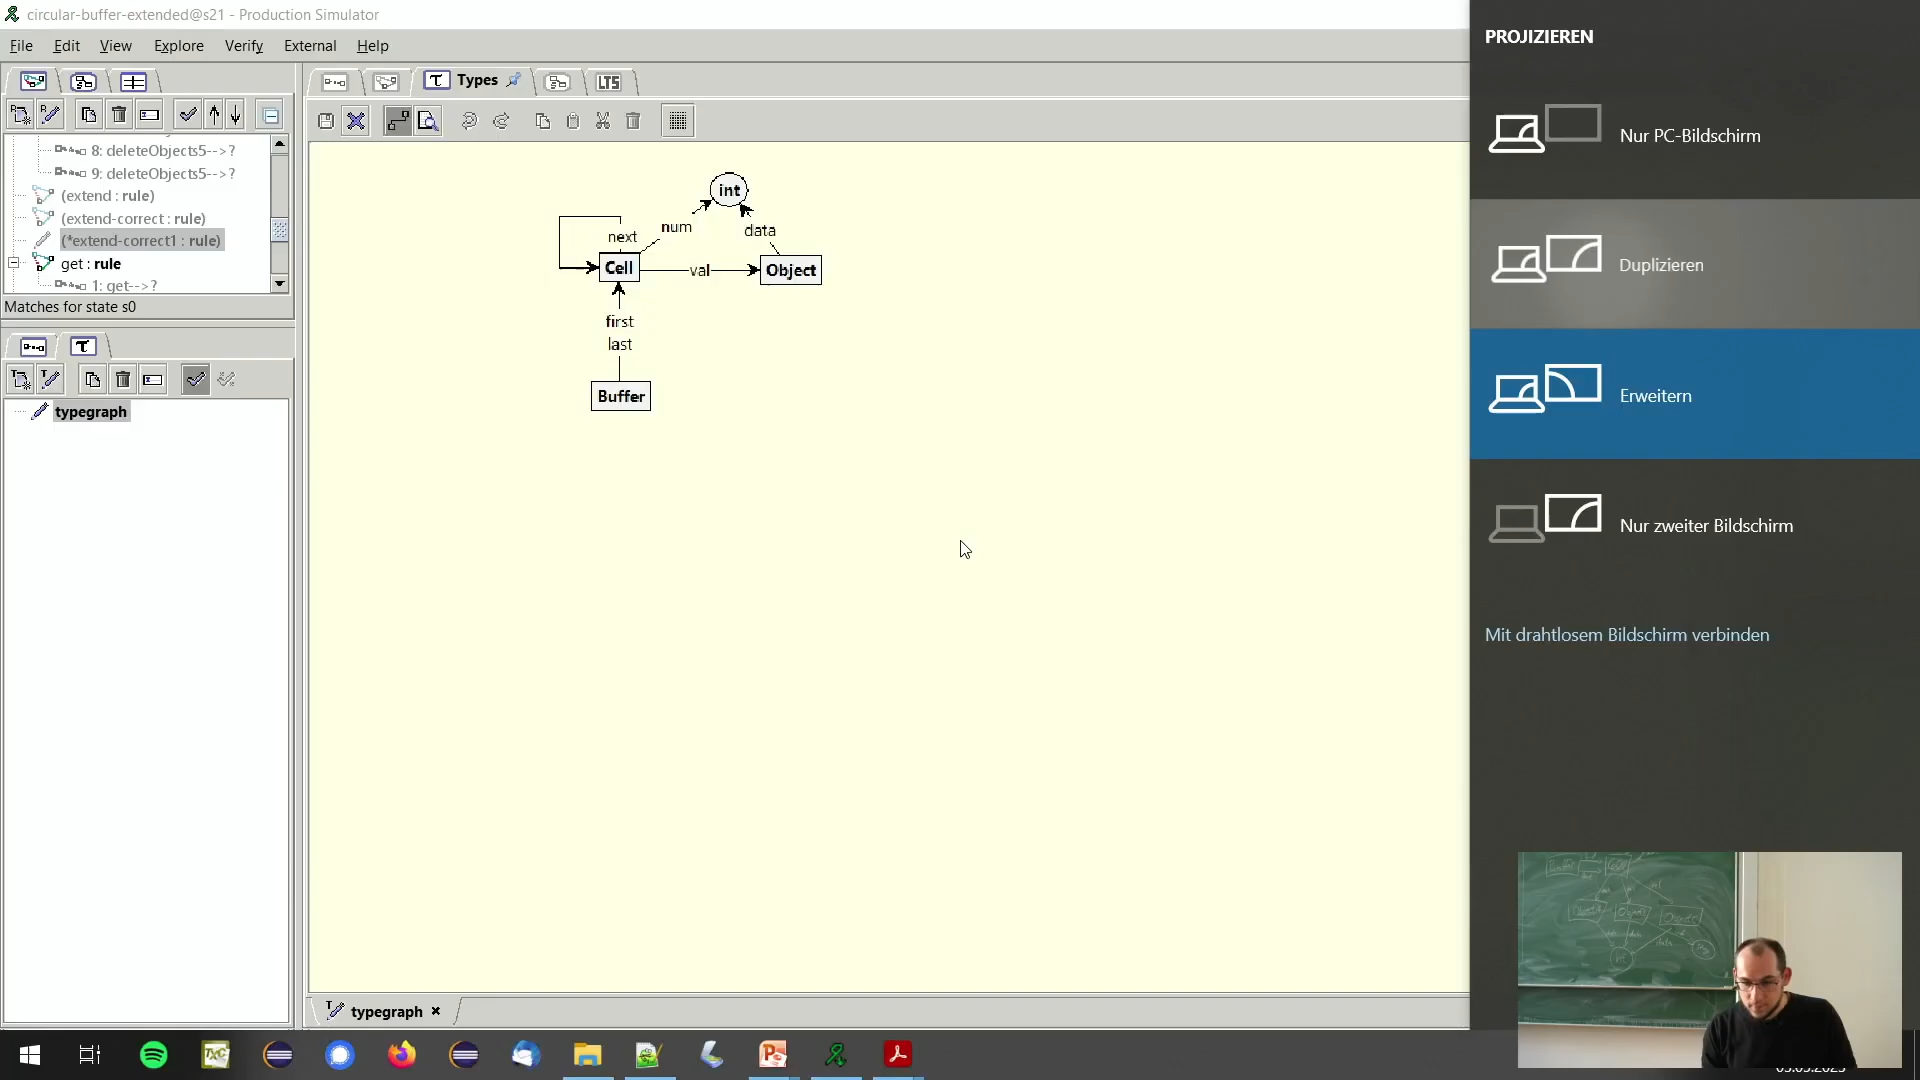 circular-buffer-extended@s21 - Production Simulator
File Edit View Explore Verify External Help
8: deleteObjects5-->?
9: deleteObjects5-->?
(extend : rule)
(extend-correct : rule)
(*extend-correct1 : rule)
get : rule
1: get-->?
Matches for state s0
typegraph
Types
LTS
int
num
data
next
Cell
val
Object
first
last
Buffer
typegraph
PROJIZIEREN
Nur PC-Bildschirm
Duplizieren
Erweitern
Nur zweiter Bildschirm
Mit drahtlosem Bildschirm verbinden